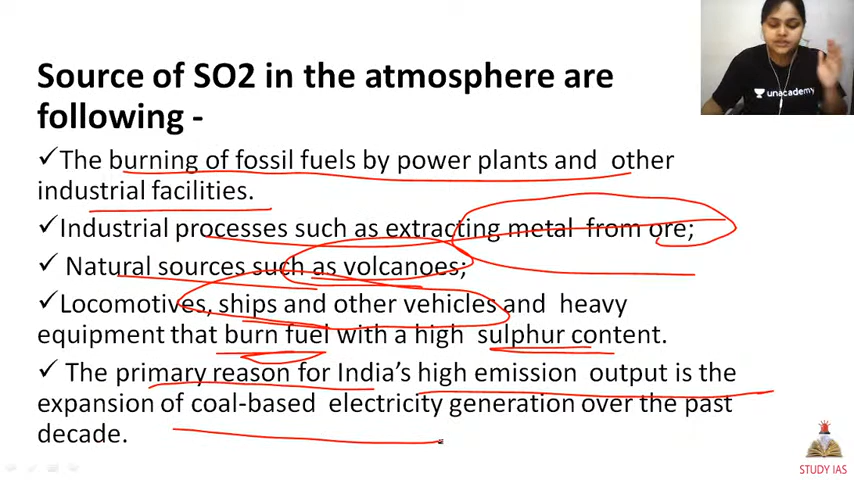 Source of SO2 in the atmosphere are
following -
✓The burning of fossil fuels by power plants and other
industrial facilities.
✓Industrial processes such as extracting metal from ore;
✓ Natural sources such as volcanoes;
✓Locomotives, ships and other vehicles and heavy
equipment that burn fuel with a high sulphur content.
✓ The primary reason for India's high emission output is the
expansion of coal-based electricity generation over the past
decade.
unacademy
STUDY IAS